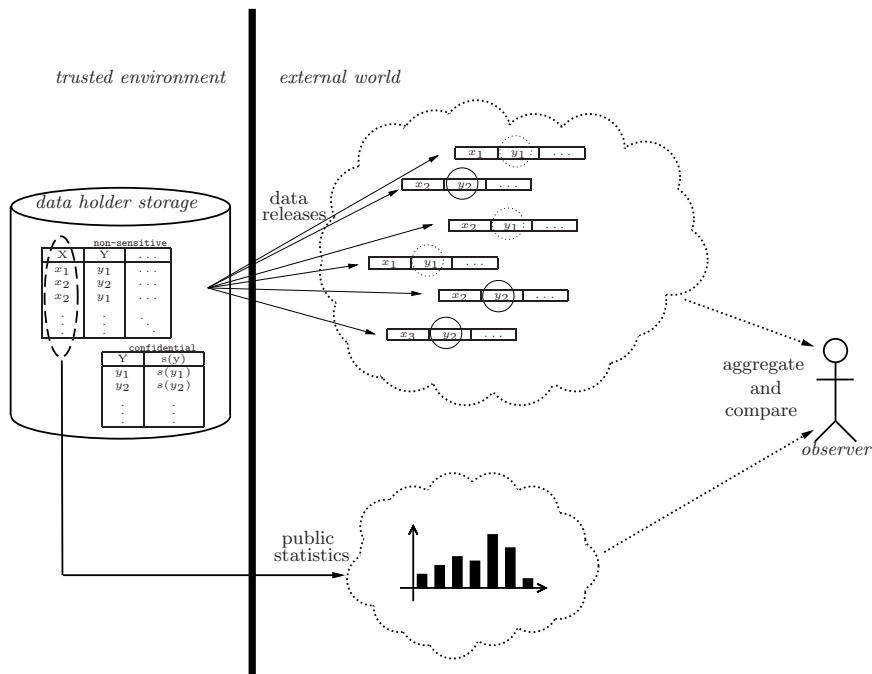 trusted environment
external world
data holder storage
non-sensitive
X Y ...
x1 y1 ...
x2 y2 ...
x2 y1 ...
. . .
. . .
. . .
confidential
Y s(y)
y1 s(y1)
y2 s(y2)
. .
. .
. .
data
releases
x1 y1 ...
x2 y2 ...
x2 y1 ...
x1 y1 ...
x2 y2 ...
x3 y2 ...
aggregate
and
compare
observer
public
statistics